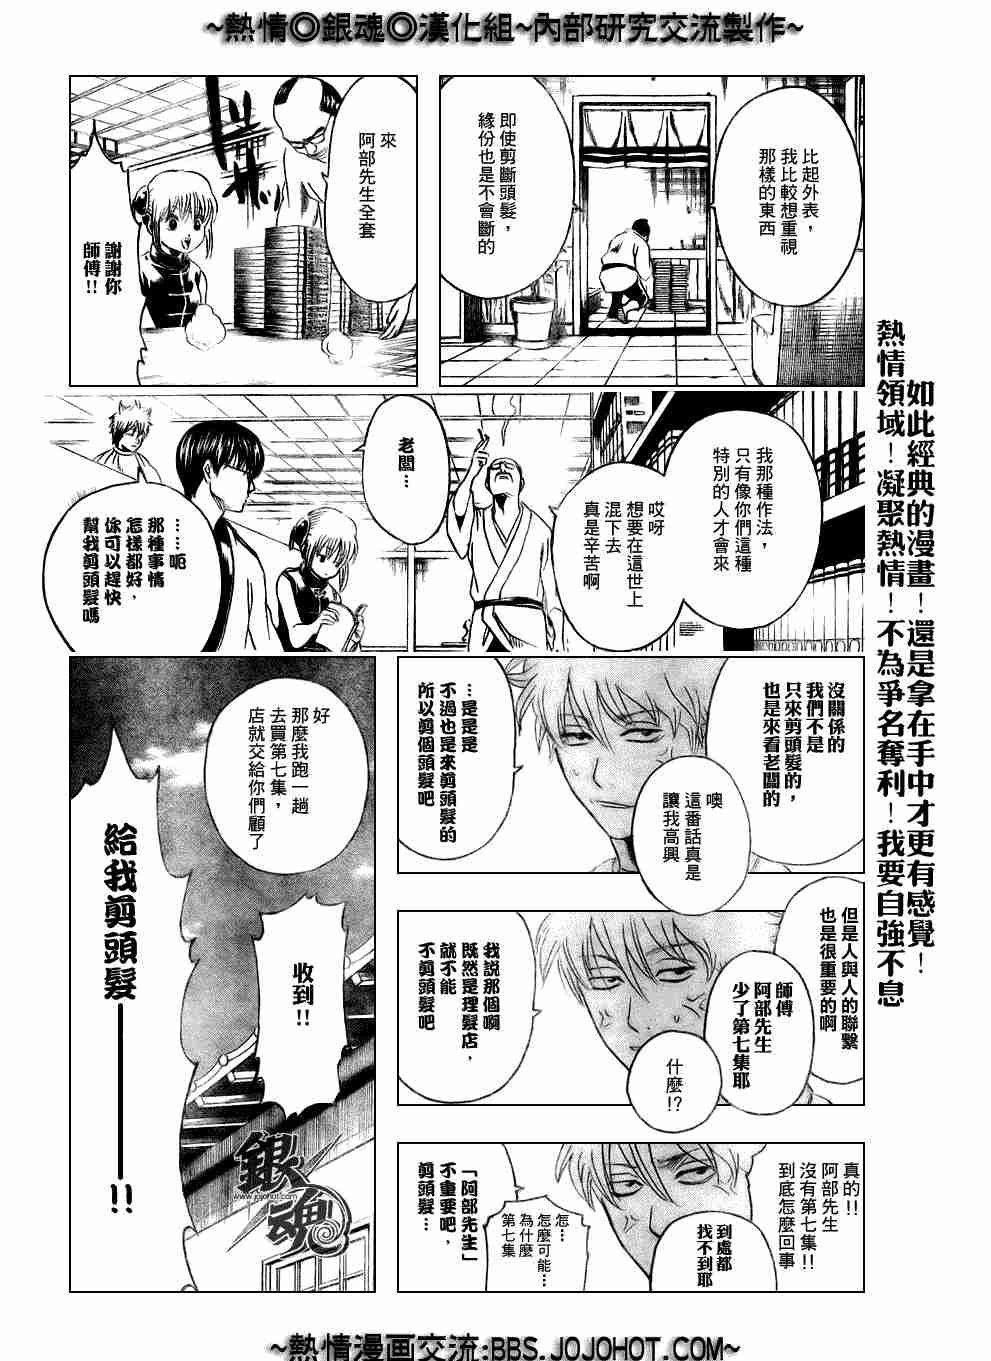 ~熱情◎銀魂◎漢化組~內部研究交流製作~
比起外表，
我比較想重視
那樣的東西
即使剪斷頭髮，
緣份也是不會斷的
來
阿部先生全套
謝謝你
師傅!!
我那種作法，
只有像你們這種
特別的人才會來
哎呀
想要在這世上
混下去
真是辛苦啊
老闆…
……呃
那種事情
怎樣都好，
你可以趕快
幫我剪頭髮嗎
沒關係的
我們不是
只來剪頭髮的，
也是來看老闆的
噢
這番話真是
讓我高興
…是是是
不過也是來剪頭髮的
所以剪個頭髮吧
但是人與人的聯繫
也是很重要的啊
師傅
阿部先生
少了第七集耶
什麼!?
我說那個啊
既然是理髮店，
就不能
不剪頭髮吧
真的!!
阿部先生
沒有第七集!!
到底怎麼回事
到處都
找不到耶
怎…
怎麼可能…
為什麼
第七集
「阿部先生」
不重要吧，
剪頭髮…
好
那麼我跑一趟
去買第七集，
店就交給你們顧了
收到!!
給我剪頭髮——!!
銀魂
www.jojohot.com
如此經典的漫畫！還是拿在手中才更有感覺！
熱情領域！凝聚熱情！不為爭名奪利！我要自強不息
~熱情漫画交流:BBS.JOJOHOT.COM~